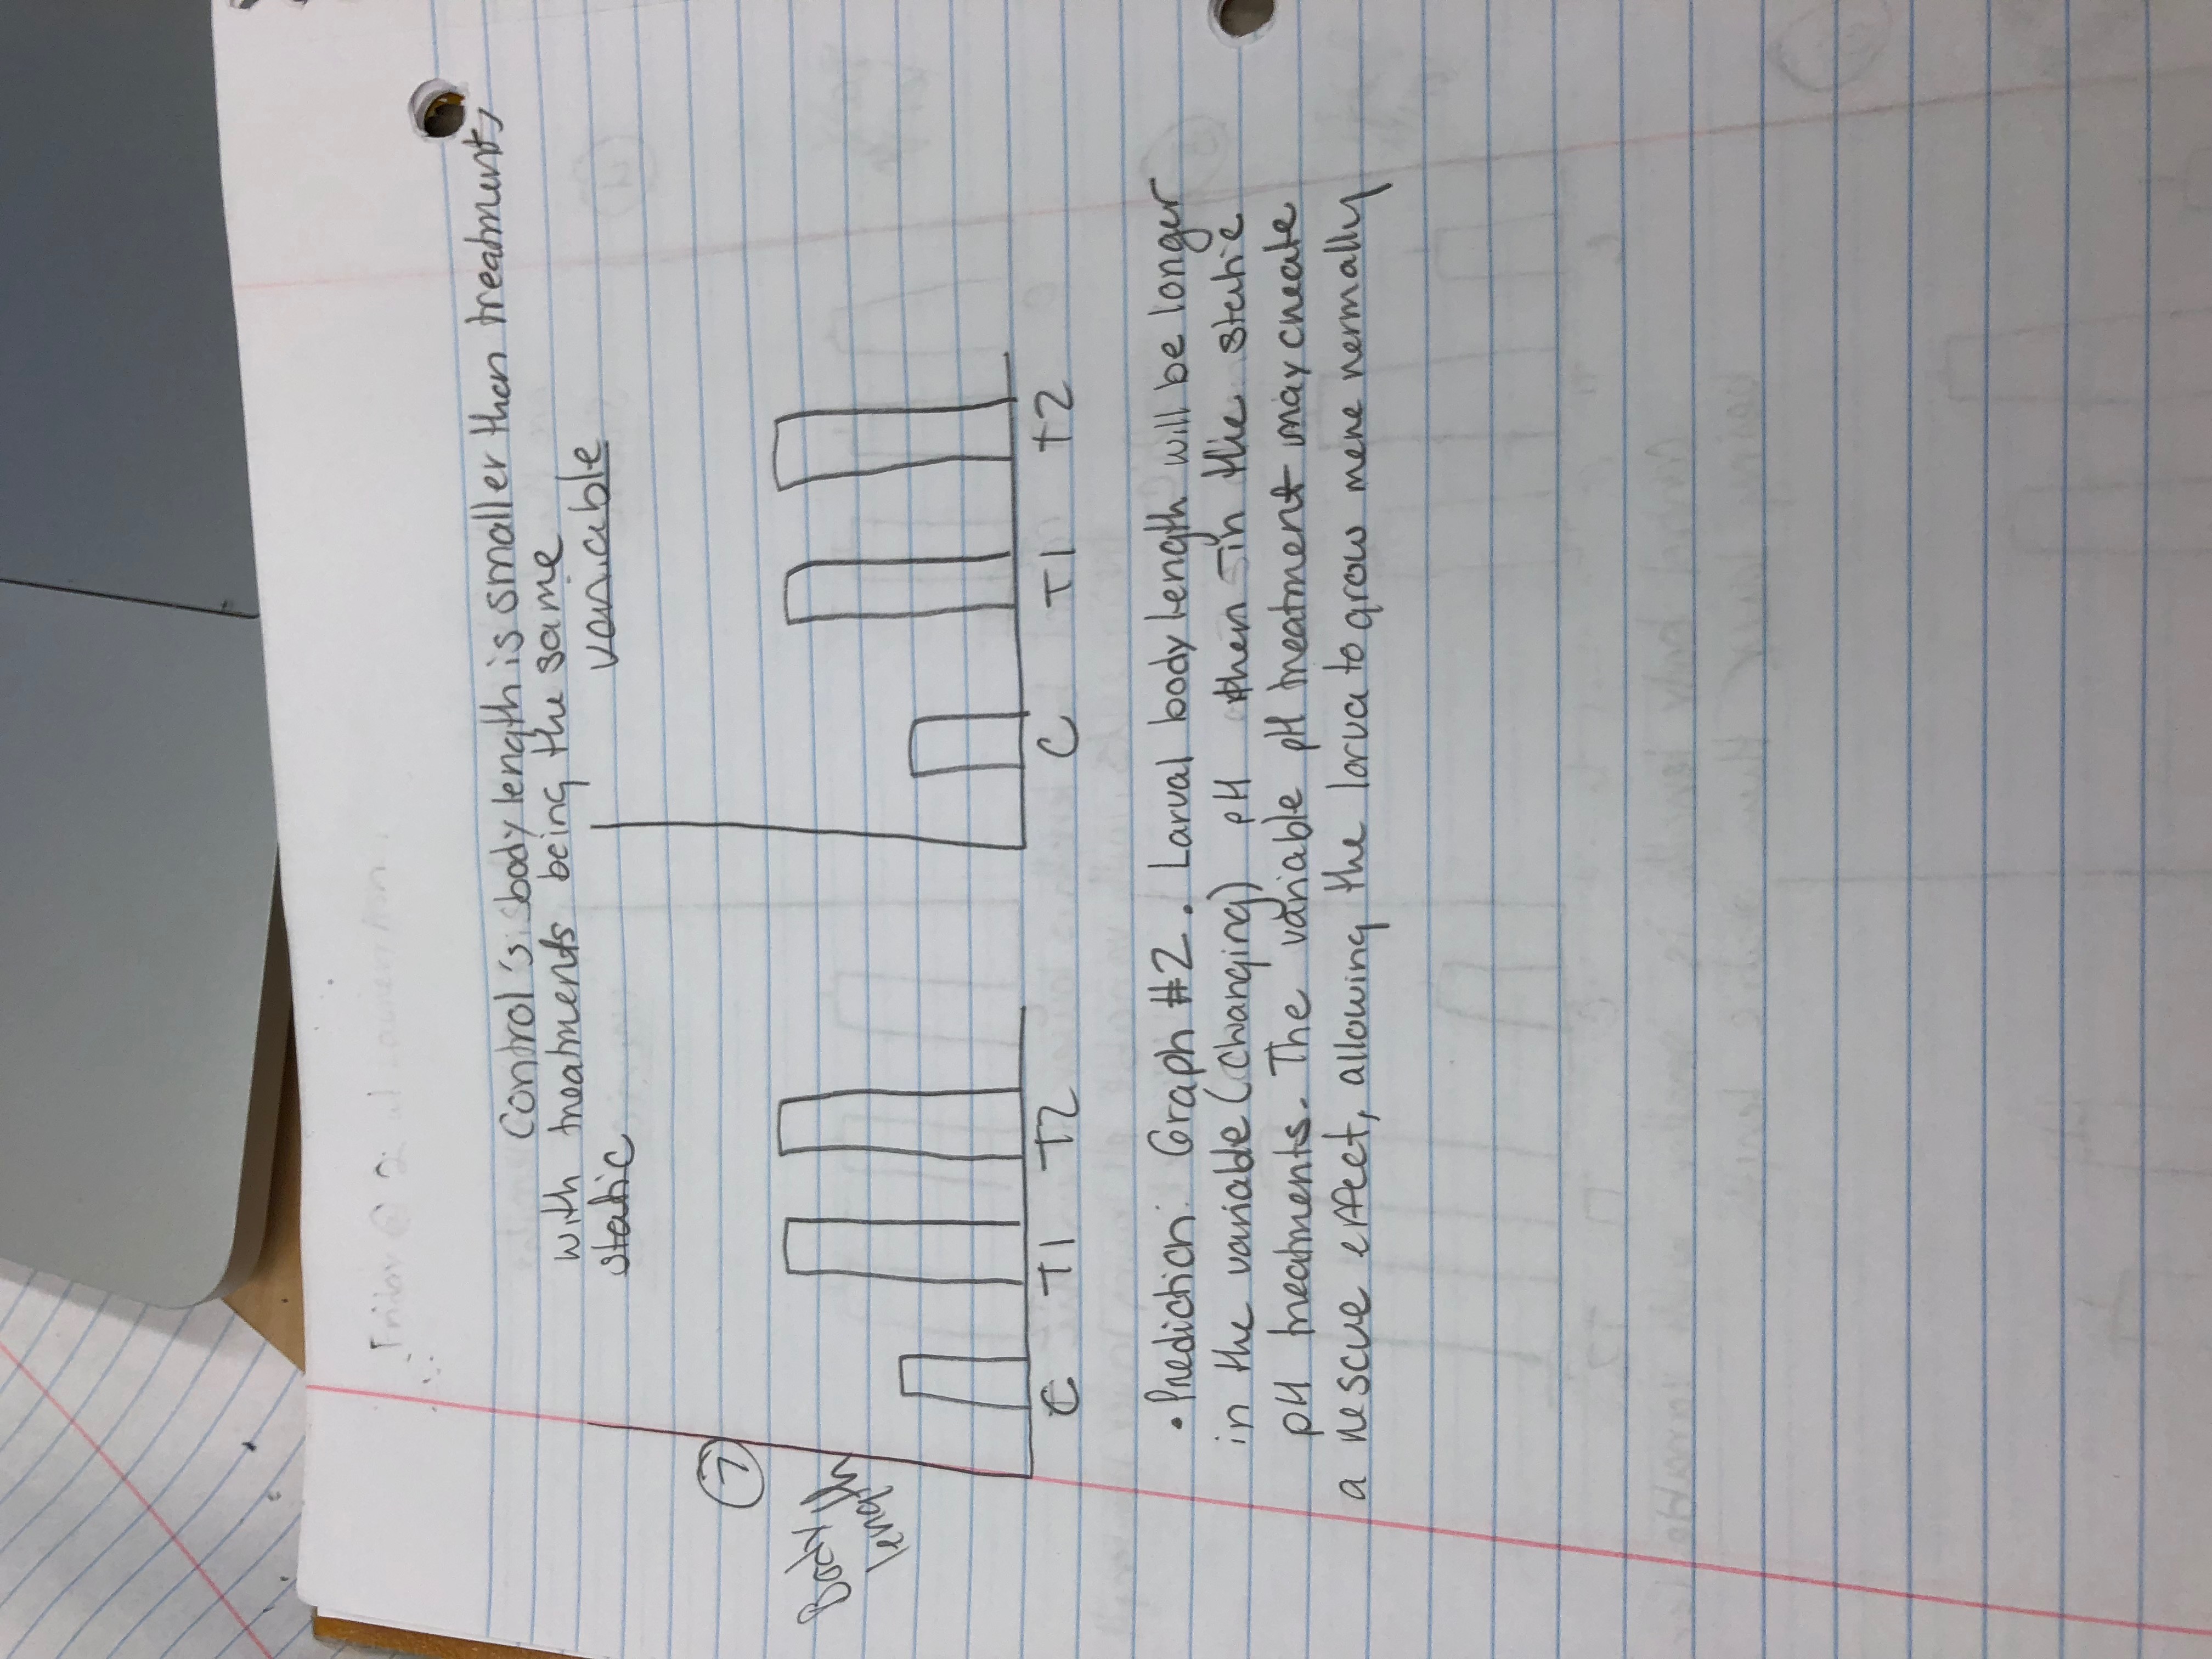 Control's body length is smaller than treatments
with treatments being the same
static variable
7
Body
length
C T1 T2 C T1 T2
• Prediction: Graph #2. Larval body length will be longer
in the variable (changing) pH then in the static
pH treatments. The variable pH treatment may create
a rescue effect, allowing the larva to grow more normally